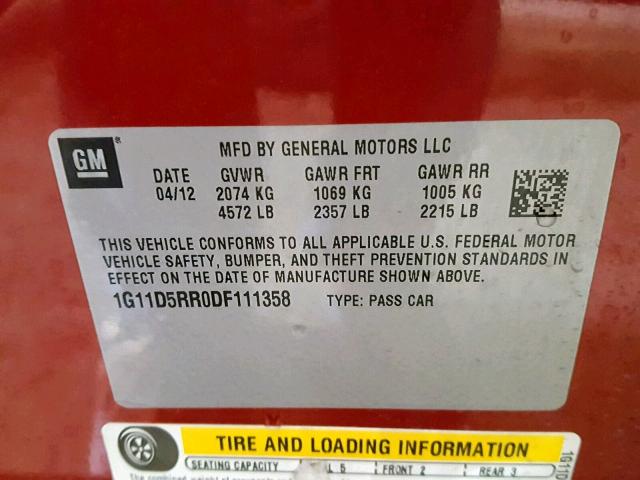 GM
MFD BY GENERAL MOTORS LLC
DATE GVWR GAWR FRT GAWR RR
04/12 2074 KG 1069 KG 1005 KG
4572 LB 2357 LB 2215 LB
THIS VEHICLE CONFORMS TO ALL APPLICABLE U.S. FEDERAL MOTOR
VEHICLE SAFETY, BUMPER, AND THEFT PREVENTION STANDARDS IN
EFFECT ON THE DATE OF MANUFACTURE SHOWN ABOVE.
1G11D5RR0DF111358 TYPE: PASS CAR
TIRE AND LOADING INFORMATION
SEATING CAPACITY L 5 FRONT 2 REAR 3
1G11D